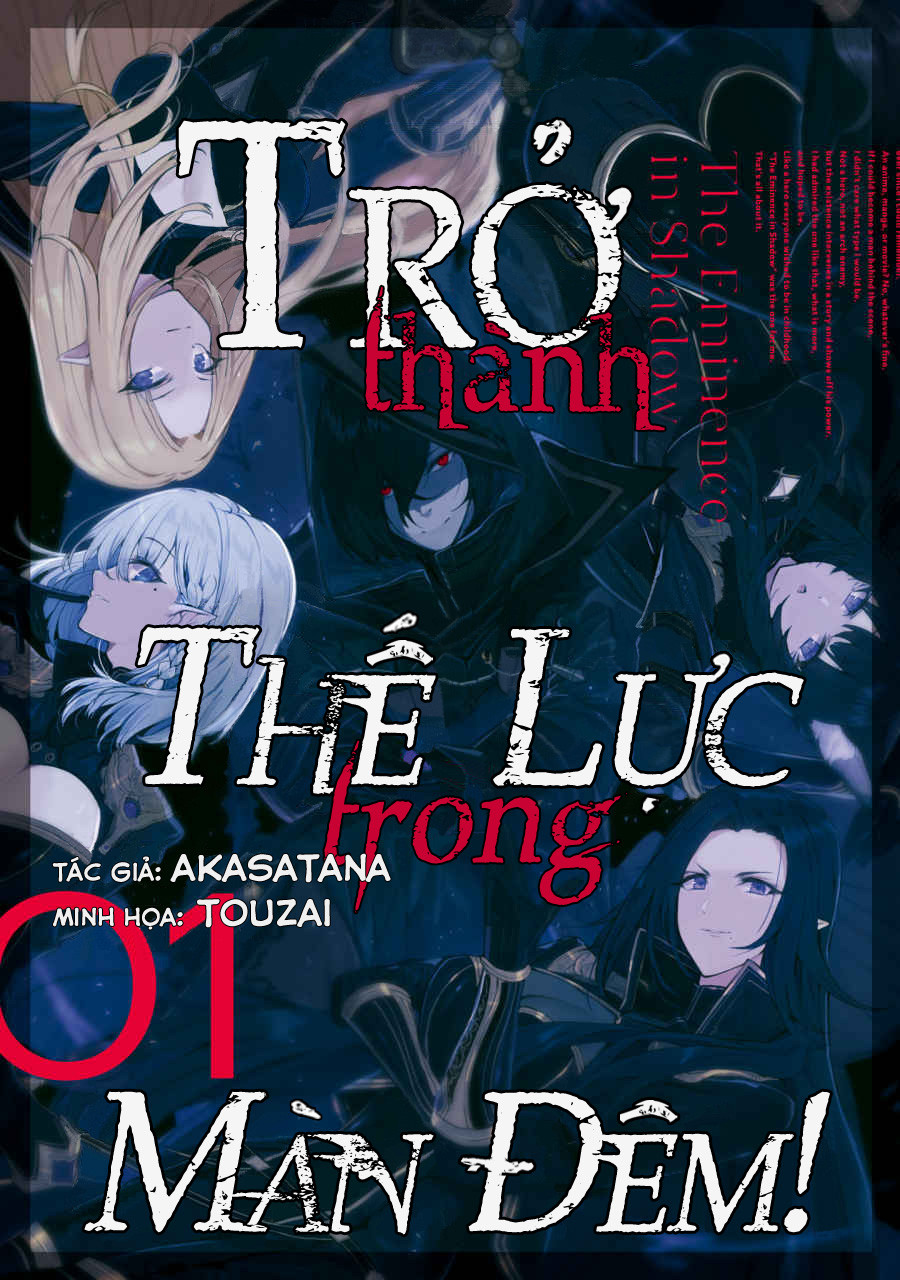 TRỞ
thành
THẾ LỰC
trong
TÁC GIẢ: AKASATANA
MINH HỌA: TOUZAI
01
MÀN ĐÊM!
The Eminence
in Shadow
An anime, manga, or movie? No, whatever's fine.
If I could become a man behind the scene,
I didn't care what type I would be.
Not a hero, not an arch enemy,
but the existence intervenes in a story and shows off his power.
I had admired the one like that, what is more,
and hoped to be.
Like a hero everyone wished to be in childhood,
"The Eminence in Shadow" was the one for me.
That's all about it.